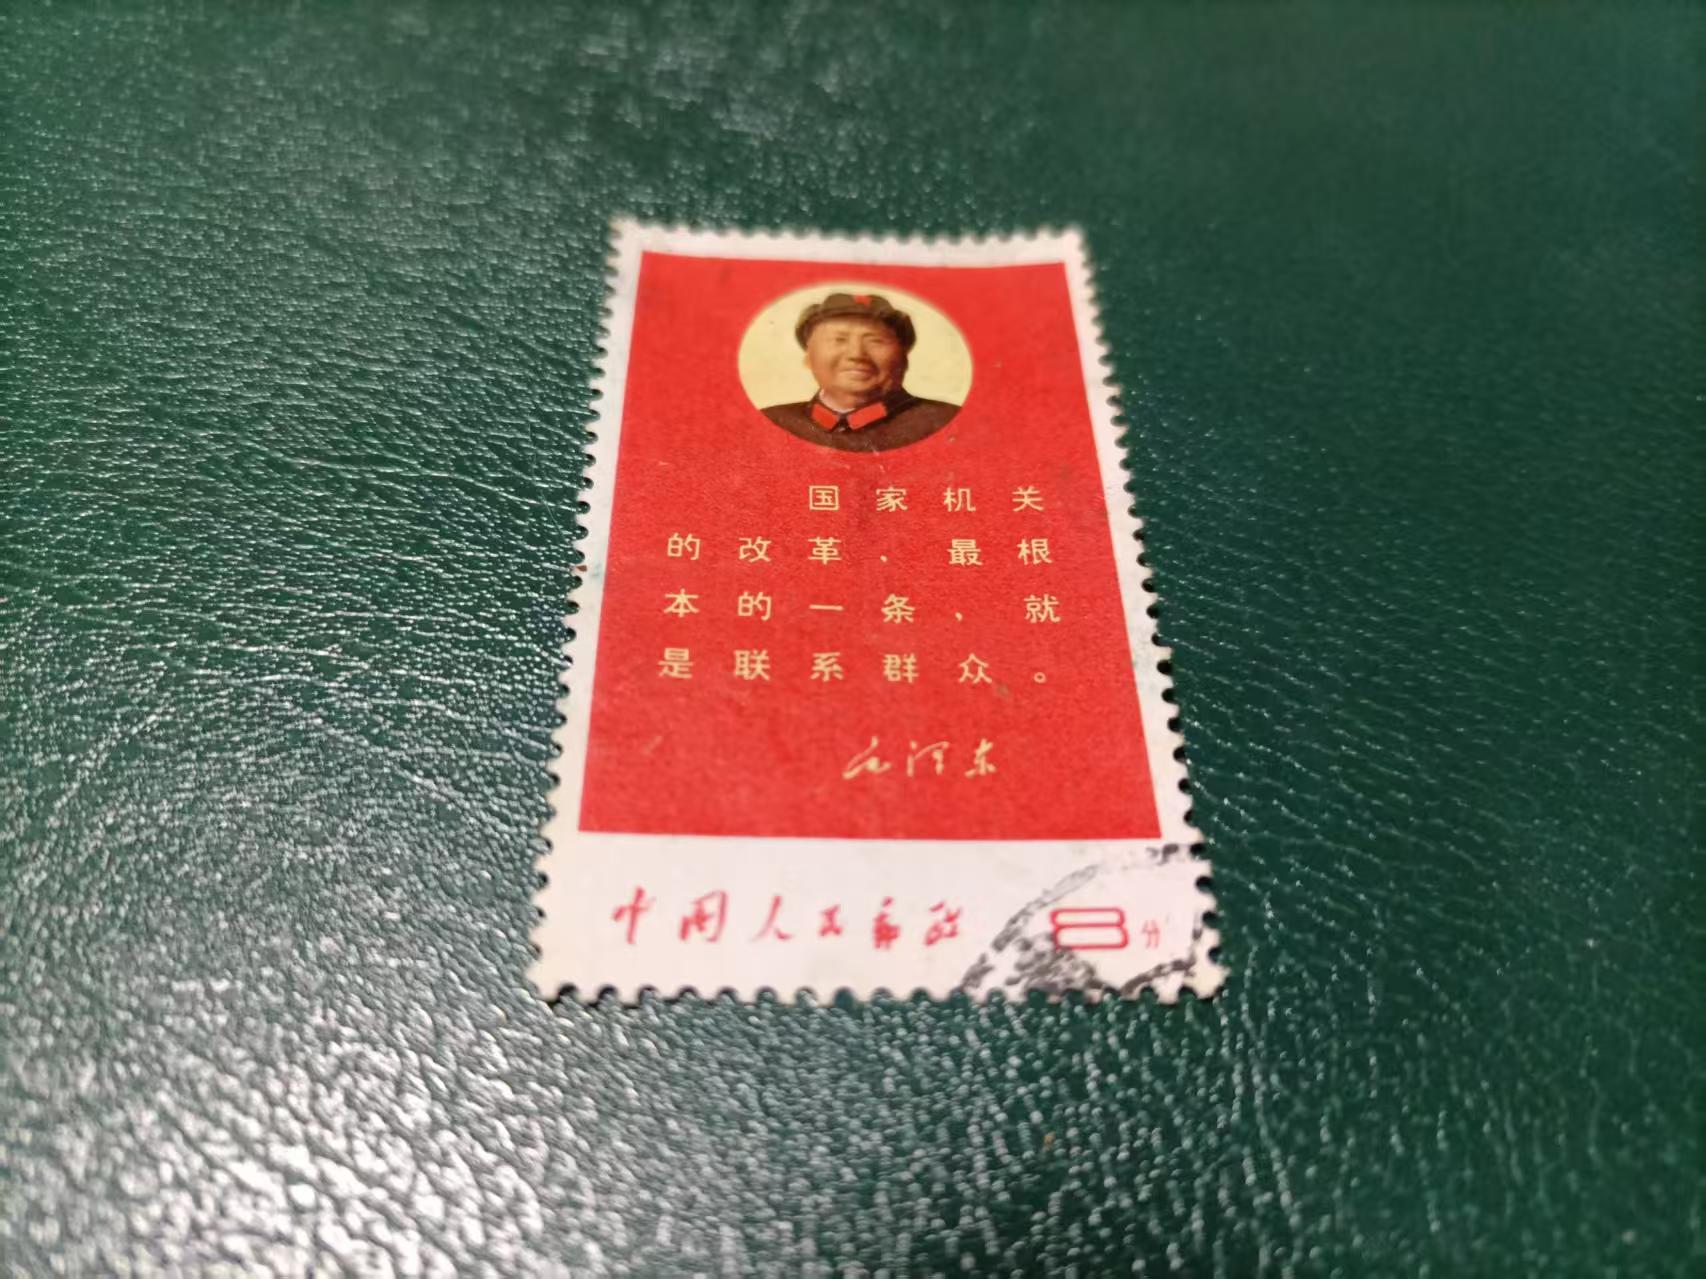 国家机关
的改革、最根
本的一条，就
是联系群众。
毛泽东
中国人民邮政 8分